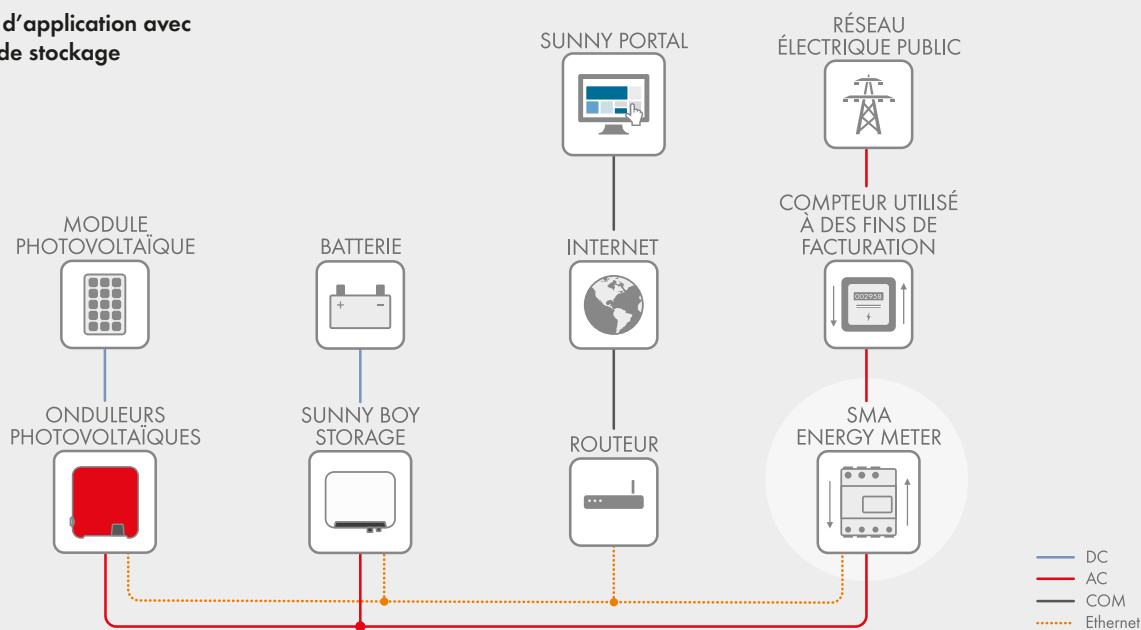 d’application avec
de stockage
SUNNY PORTAL
RÉSEAU
ÉLECTRIQUE PUBLIC
MODULE
PHOTOVOLTAÏQUE
BATTERIE
INTERNET
COMPTEUR UTILISÉ
À DES FINS DE
FACTURATION
002958
ONDULEURS
PHOTOVOLTAÏQUES
SUNNY BOY
STORAGE
ROUTEUR
SMA
ENERGY METER
DC
AC
COM
Ethernet